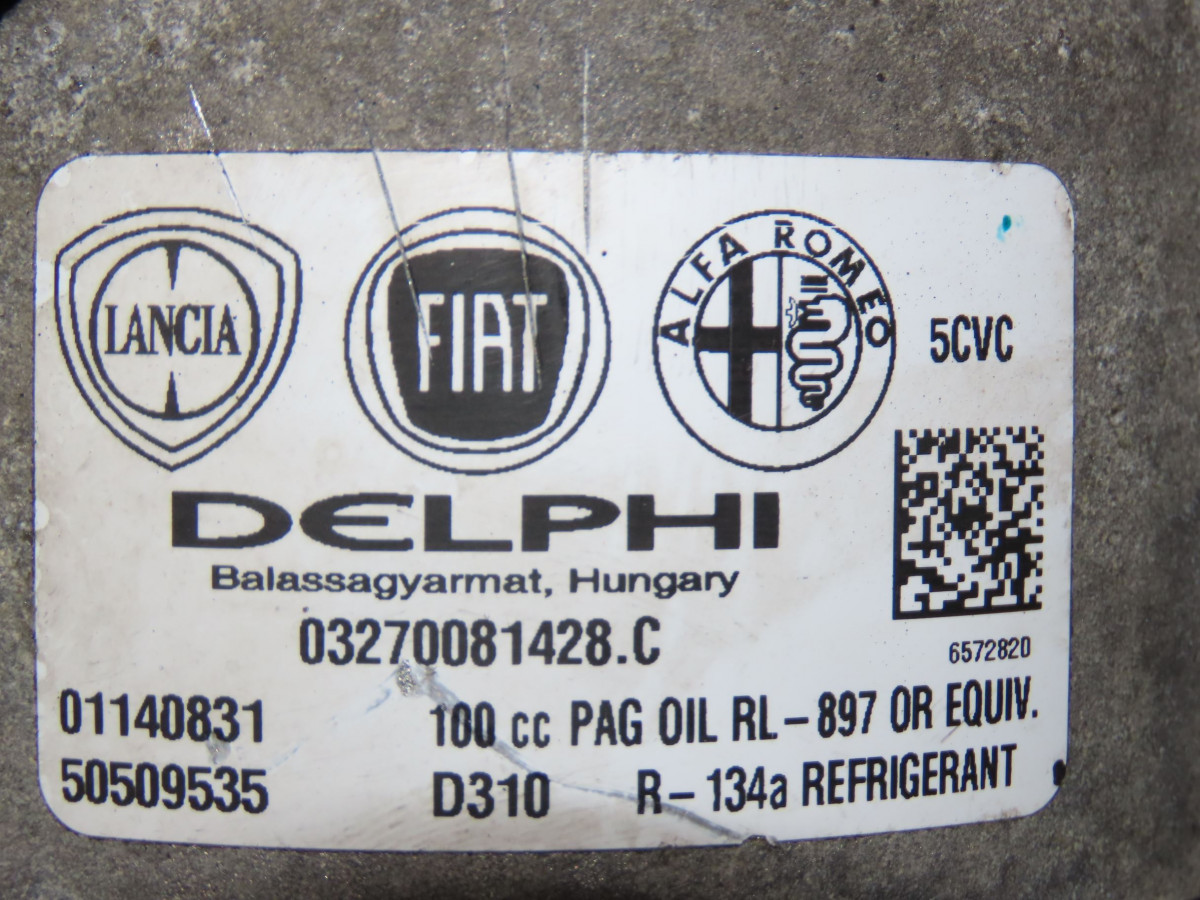 LANCIA
FIAT
ALFA ROMEO
5CVC
DELPHI
Balassagyarmat, Hungary
03270081428.C
6572820
01140831
100 cc PAG OIL RL-897 OR EQUIV.
50509535
D310
R-134a REFRIGERANT